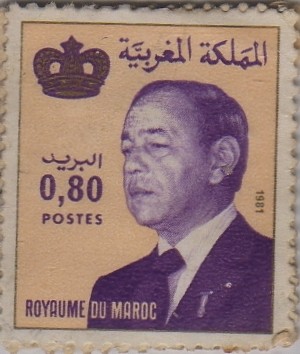 المملكة المغربية
البريد
0,80
POSTES
1981
ROYAUME DU MAROC